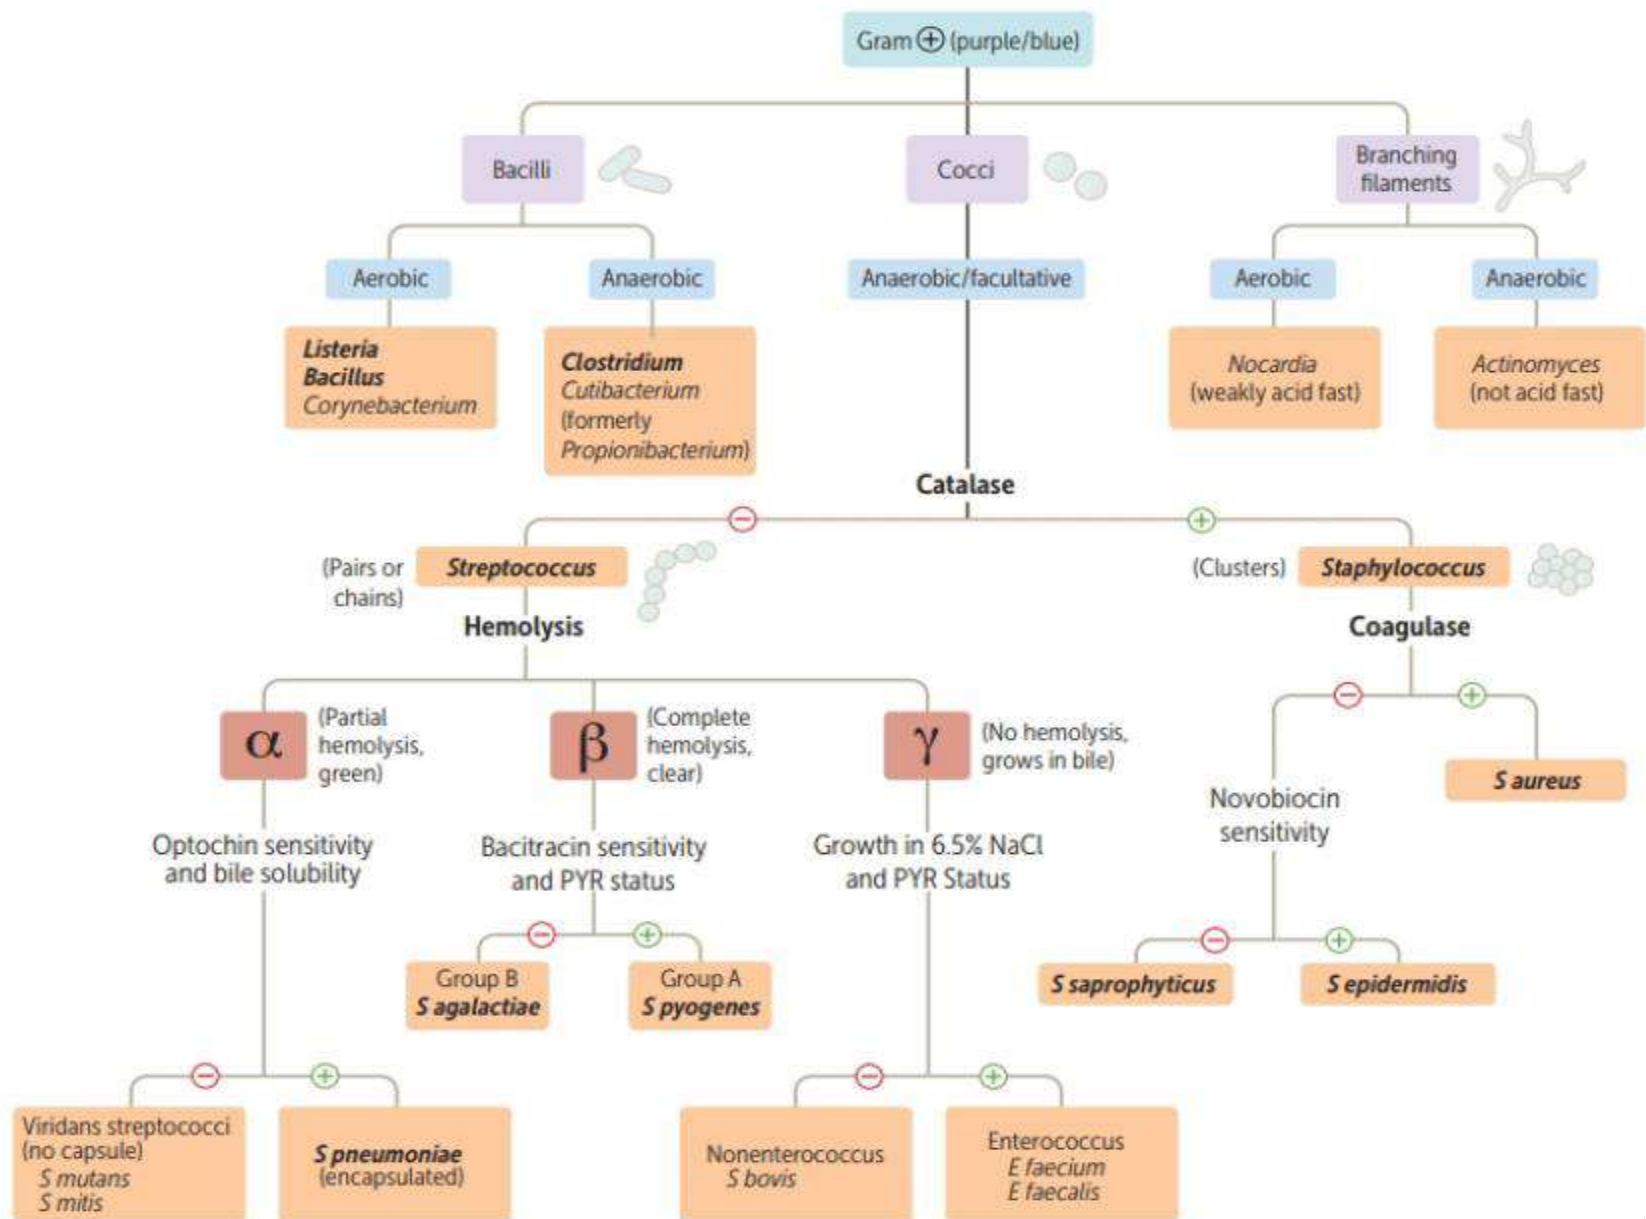 Gram ⊕ (purple/blue)
Bacilli
Cocci
Branching
filaments
Aerobic
Anaerobic
Anaerobic/facultative
Aerobic
Anaerobic
Listeria
Bacillus
Corynebacterium
Clostridium
Cutibacterium
(formerly
Propionibacterium)
Nocardia
(weakly acid fast)
Actinomyces
(not acid fast)
Catalase
−
+
(Pairs or
chains)
Streptococcus
(Clusters)
Staphylococcus
Hemolysis
Coagulase
−
+
α
(Partial
hemolysis,
green)
β
(Complete
hemolysis,
clear)
γ
(No hemolysis,
grows in bile)
S aureus
Novobiocin
sensitivity
Optochin sensitivity
and bile solubility
Bacitracin sensitivity
and PYR status
Growth in 6.5% NaCl
and PYR Status
−
+
−
+
Group B
S agalactiae
Group A
S pyogenes
S saprophyticus
S epidermidis
−
+
−
+
Viridans streptococci
(no capsule)
S mutans
S mitis
S pneumoniae
(encapsulated)
Nonenterococcus
S bovis
Enterococcus
E faecium
E faecalis